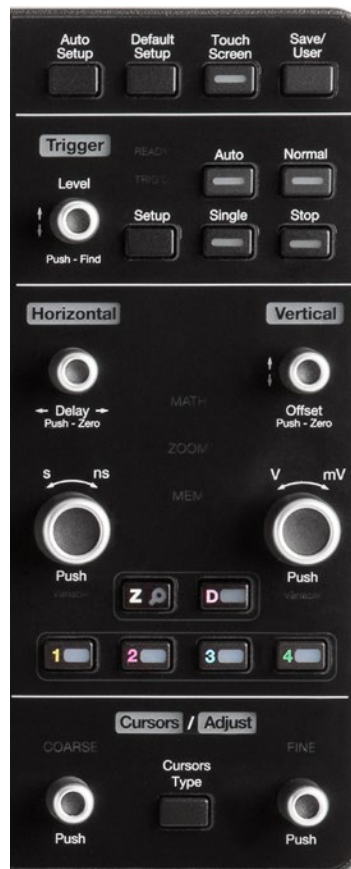 Auto Setup
Default Setup
Touch Screen
Save/ User
Trigger
READY
TRIG'D
Auto
Normal
Level
Setup
Single
Stop
Push - Find
Horizontal
Vertical
Delay
Push - Zero
Offset
Push - Zero
MATH
ZOOM
MEM
s
ns
V
mV
Push
Push
Variable
Variable
Z
D
1
2
3
4
Cursors / Adjust
COARSE
FINE
Cursors
Type
Push
Push